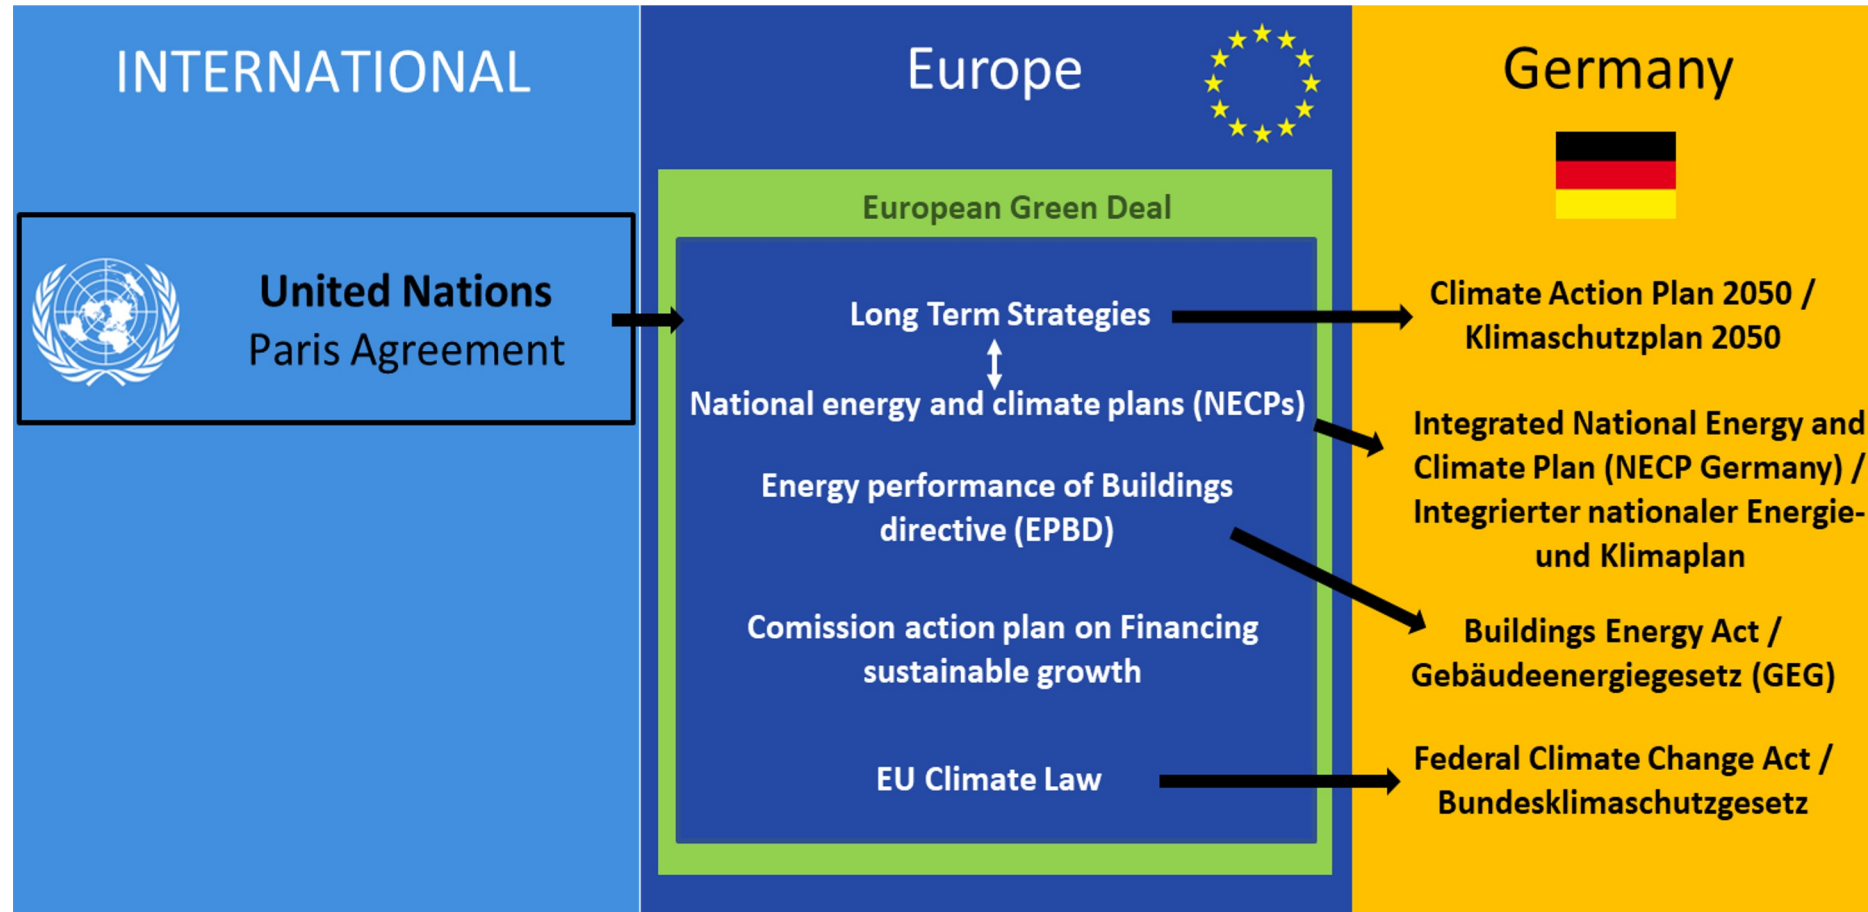 INTERNATIONAL
United Nations
Paris Agreement
Europe
European Green Deal
Long Term Strategies
National energy and climate plans (NECPs)
Energy performance of Buildings
directive (EPBD)
Comission action plan on Financing
sustainable growth
EU Climate Law
Germany
Climate Action Plan 2050 /
Klimaschutzplan 2050
Integrated National Energy and
Climate Plan (NECP Germany) /
Integrierter nationaler Energie-
und Klimaplan
Buildings Energy Act /
Gebäudeenergiegesetz (GEG)
Federal Climate Change Act /
Bundesklimaschutzgesetz